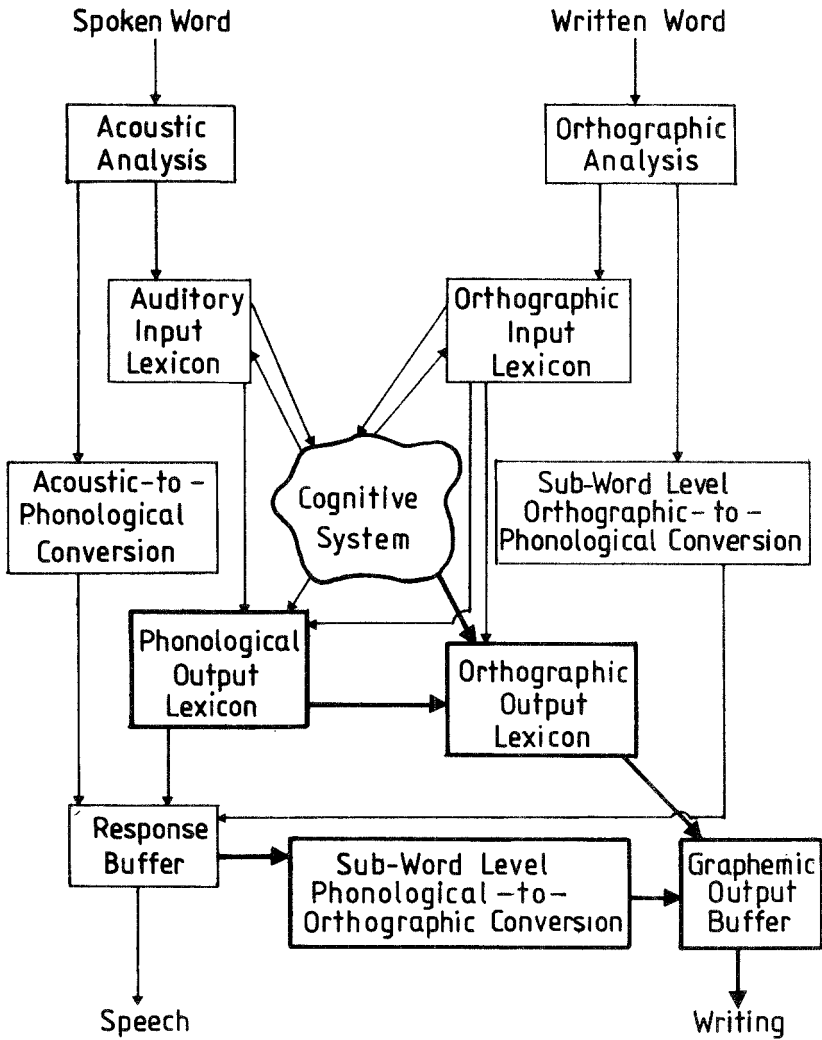 Spoken Word
Written Word
Acoustic
Analysis
Orthographic
Analysis
Auditory
Input
Lexicon
Orthographic
Input
Lexicon
Acoustic-to-
Phonological
Conversion
Cognitive
System
Sub-Word Level
Orthographic-to-
Phonological Conversion
Phonological
Output
Lexicon
Orthographic
Output
Lexicon
Response
Buffer
Sub-Word Level
Phonological -to-
Orthographic Conversion
Graphemic
Output
Buffer
Speech
Writing